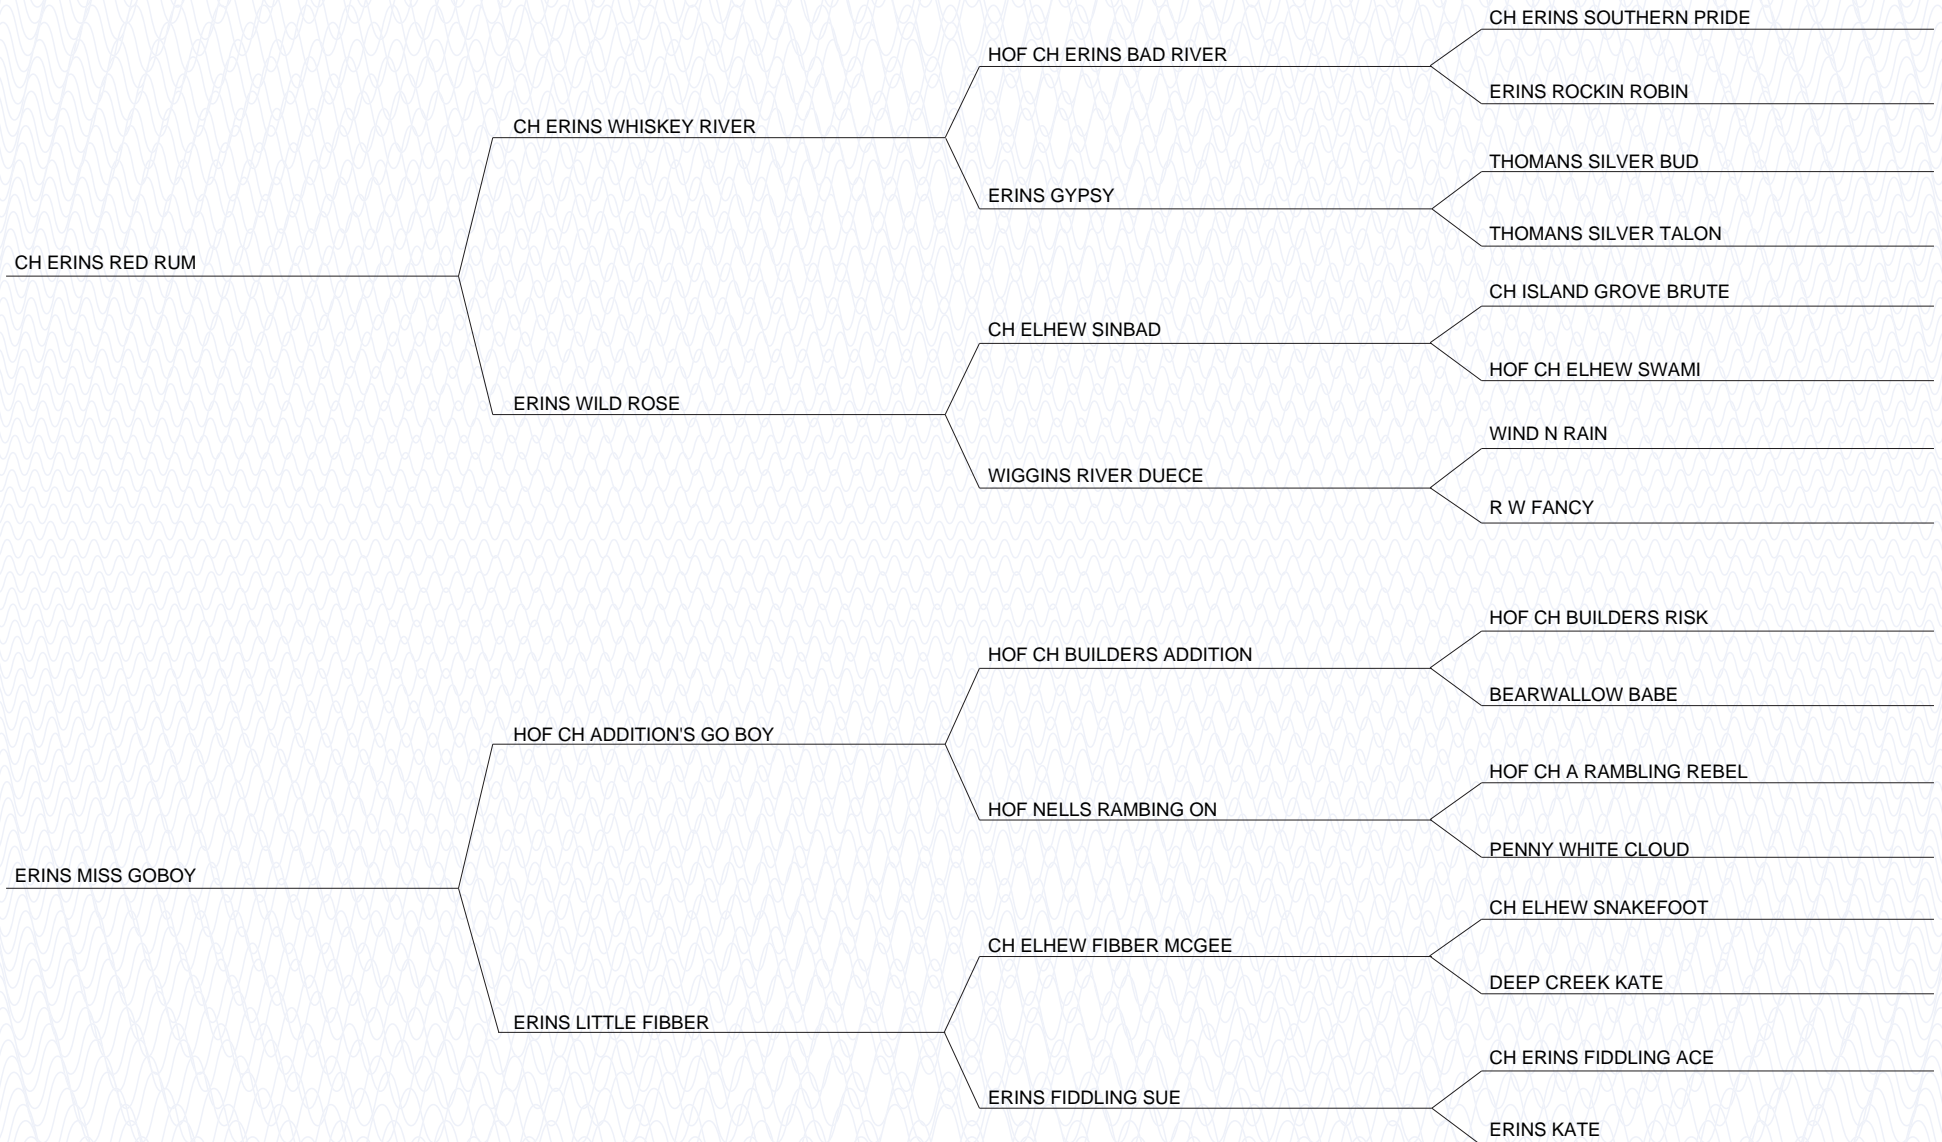 CH ERINS SOUTHERN PRIDE
HOF CH ERINS BAD RIVER
ERINS ROCKIN ROBIN
CH ERINS WHISKEY RIVER
THOMANS SILVER BUD
ERINS GYPSY
THOMANS SILVER TALON
CH ERINS RED RUM
CH ISLAND GROVE BRUTE
CH ELHEW SINBAD
HOF CH ELHEW SWAMI
ERINS WILD ROSE
WIND N RAIN
WIGGINS RIVER DUECE
R W FANCY
HOF CH BUILDERS RISK
HOF CH BUILDERS ADDITION
BEARWALLOW BABE
HOF CH ADDITION'S GO BOY
HOF CH A RAMBLING REBEL
HOF NELLS RAMBING ON
PENNY WHITE CLOUD
ERINS MISS GOBOY
CH ELHEW SNAKEFOOT
CH ELHEW FIBBER MCGEE
DEEP CREEK KATE
ERINS LITTLE FIBBER
CH ERINS FIDDLING ACE
ERINS FIDDLING SUE
ERINS KATE